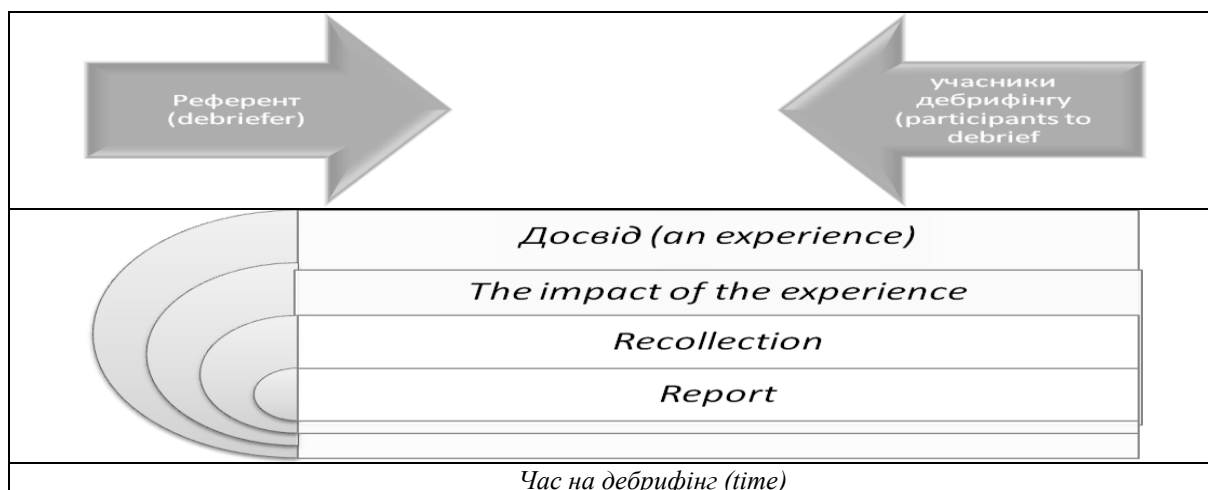 Референт
(debriefer)
учасники
дебрифінгу
(participants to
debrief
Досвід (an experience)
The impact of the experience
Recollection
Report
Час на дебрифінг (time)